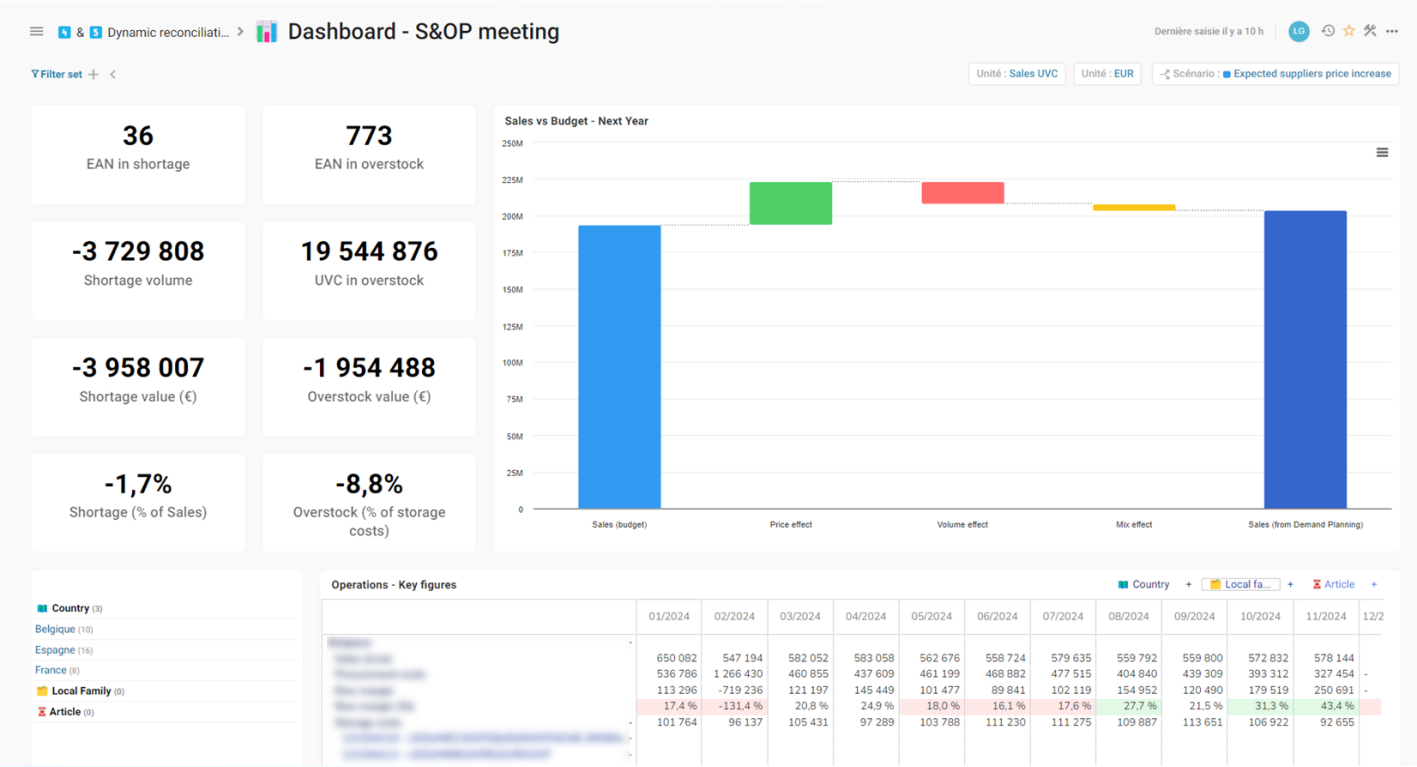 4 & 5 Dynamic reconciliati... > Dashboard - S&OP meeting
Dernière saisie il y a 10 h
LG
Filter set
Unité : Sales UVC
Unité : EUR
Scénario : Expected suppliers price increase
36
EAN in shortage
773
EAN in overstock
-3 729 808
Shortage volume
19 544 876
UVC in overstock
-3 958 007
Shortage value (€)
-1 954 488
Overstock value (€)
-1,7%
Shortage (% of Sales)
-8,8%
Overstock (% of storage
costs)
Sales vs Budget - Next Year
250M
225M
200M
175M
150M
125M
100M
75M
50M
25M
0
Sales (budget)
Price effect
Volume effect
Mix effect
Sales (from Demand Planning)
Country (3)
Belgique (10)
Espagne (16)
France (8)
Local Family (0)
Article (0)
Operations - Key figures
Country + Local fa... + Article +
01/2024 02/2024 03/2024 04/2024 05/2024 06/2024 07/2024 08/2024 09/2024 10/2024 11/2024 12/2
650 082 547 194 582 052 583 058 562 676 558 724 579 635 559 792 559 800 572 832 578 144
536 786 1 266 430 460 855 437 609 461 199 468 882 477 515 404 840 439 309 393 312 327 454 -
113 296 -719 236 121 197 145 449 101 477 89 841 102 119 154 952 120 490 179 519 250 691 -
17,4 % -131,4 % 20,8 % 24,9 % 18,0 % 16,1 % 17,6 % 27,7 % 21,5 % 31,3 % 43,4 %
101 764 96 137 105 431 97 289 103 788 111 230 111 275 109 887 113 651 106 922 92 655